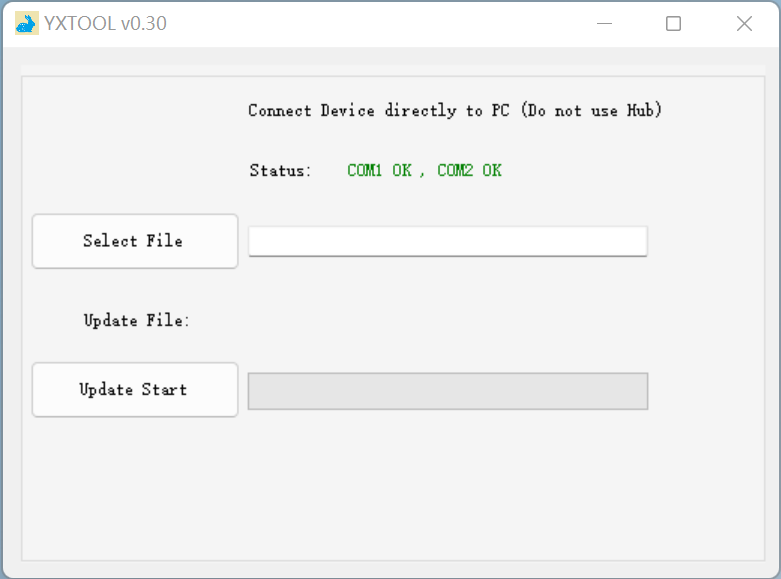 YXTOOL v0.30
Connect Device directly to PC (Do not use Hub)
Status: COM1 OK , COM2 OK
Select File
Update File:
Update Start